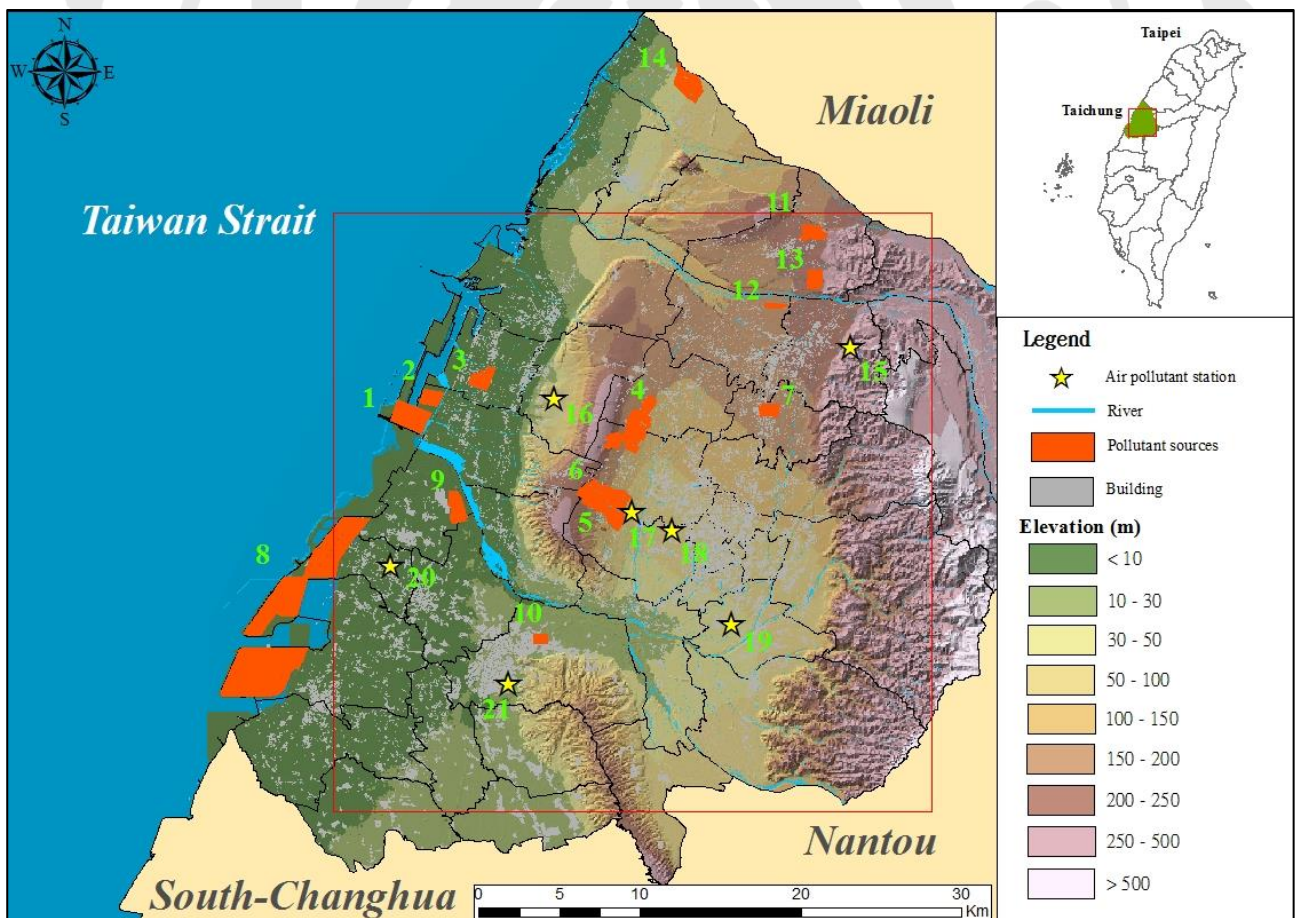 N
W
E
S
14
Miaoli
Taiwan Strait
11
13
12
15
3
2
1
16
4
7
6
9
5
17
18
8
20
10
19
21
Nantou
South-Changhua
0
5
10
20
30
Km
Taipei
Taichung
Legend
Air pollutant station
River
Pollutant sources
Building
Elevation (m)
< 10
10 - 30
30 - 50
50 - 100
100 - 150
150 - 200
200 - 250
250 - 500
> 500